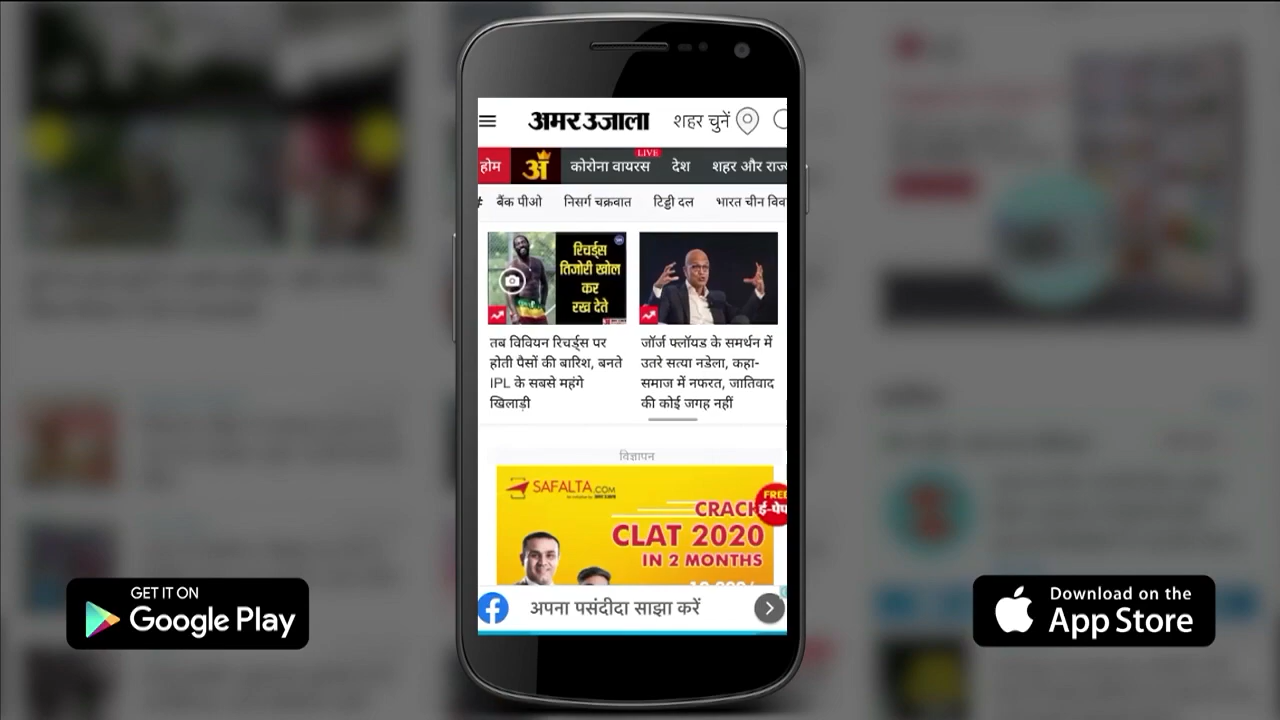 अमर उजाला
शहर चुनें
होम
अ
कोरोना वायरस
LIVE
देश
शहर और राज्
# बैंक पीओ
निसर्ग चक्रवात
टिड्डी दल
भारत चीन विवा
रिचर्ड्स
तिजोरी खोल
कर
रख देते
तब विवियन रिचर्ड्स पर
होती पैसों की बारिश, बनते
IPL के सबसे महंगे
खिलाड़ी
जॉर्ज फ्लॉयड के समर्थन में
उतरे सत्या नडेला, कहा-
समाज में नफरत, जातिवाद
की कोई जगह नहीं
विज्ञापन
SAFALTA.COM
CRACK
CLAT 2020
IN 2 MONTHS
FREE
ई-पेप
अपना पसंदीदा साझा करें
GET IT ON
Google Play
Download on the
App Store